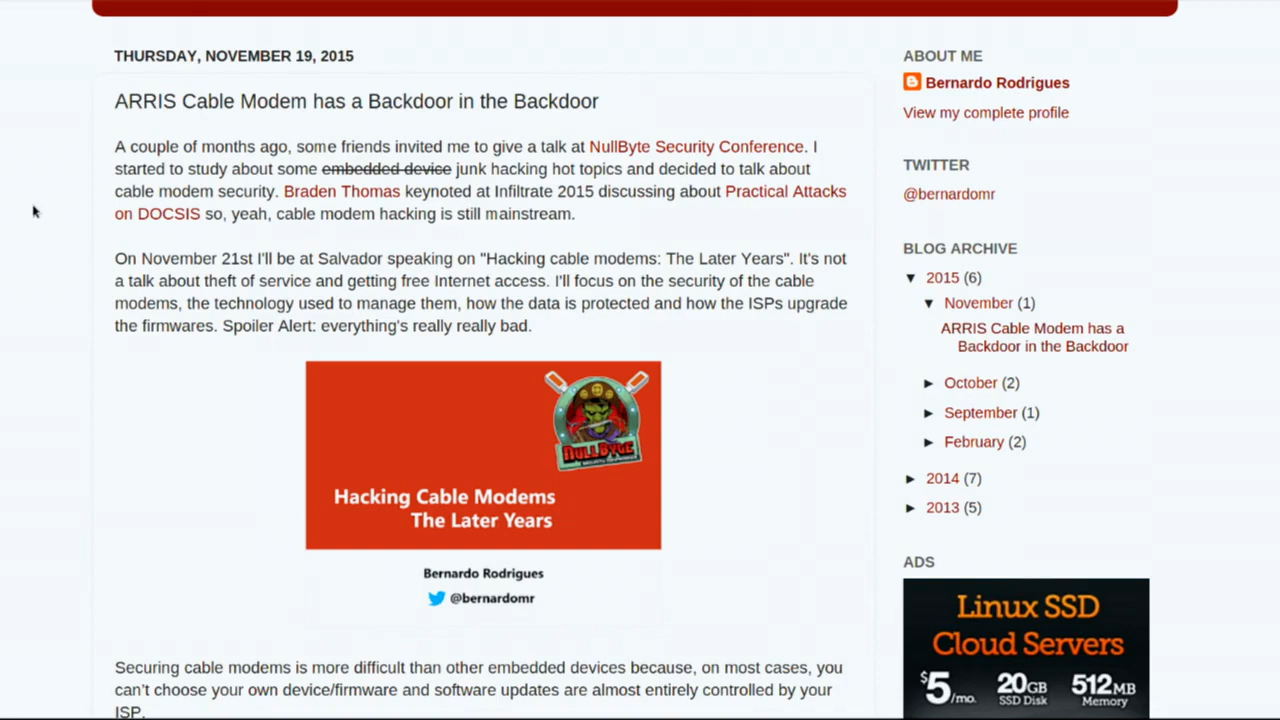 THURSDAY, NOVEMBER 19, 2015
ARRIS Cable Modem has a Backdoor in the Backdoor
A couple of months ago, some friends invited me to give a talk at NullByte Security Conference. I
started to study about some embedded device junk hacking hot topics and decided to talk about
cable modem security. Braden Thomas keynoted at Infiltrate 2015 discussing about Practical Attacks
on DOCSIS so, yeah, cable modem hacking is still mainstream.
On November 21st I'll be at Salvador speaking on "Hacking cable modems: The Later Years". It's not
a talk about theft of service and getting free Internet access. I'll focus on the security of the cable
modems, the technology used to manage them, how the data is protected and how the ISPs upgrade
the firmwares. Spoiler Alert: everything's really really bad.
NULLBYTE
Hacking Cable Modems
The Later Years
Bernardo Rodrigues
@bernardomr
Securing cable modems is more difficult than other embedded devices because, on most cases, you
can't choose your own device/firmware and software updates are almost entirely controlled by your
ISP.
ABOUT ME
Bernardo Rodrigues
View my complete profile
TWITTER
@bernardomr
BLOG ARCHIVE
▼ 2015 (6)
▼ November (1)
ARRIS Cable Modem has a
Backdoor in the Backdoor
► October (2)
► September (1)
► February (2)
► 2014 (7)
► 2013 (5)
ADS
Linux SSD
Cloud Servers
$5/mo. 20GB 512MB
SSD Disk Memory